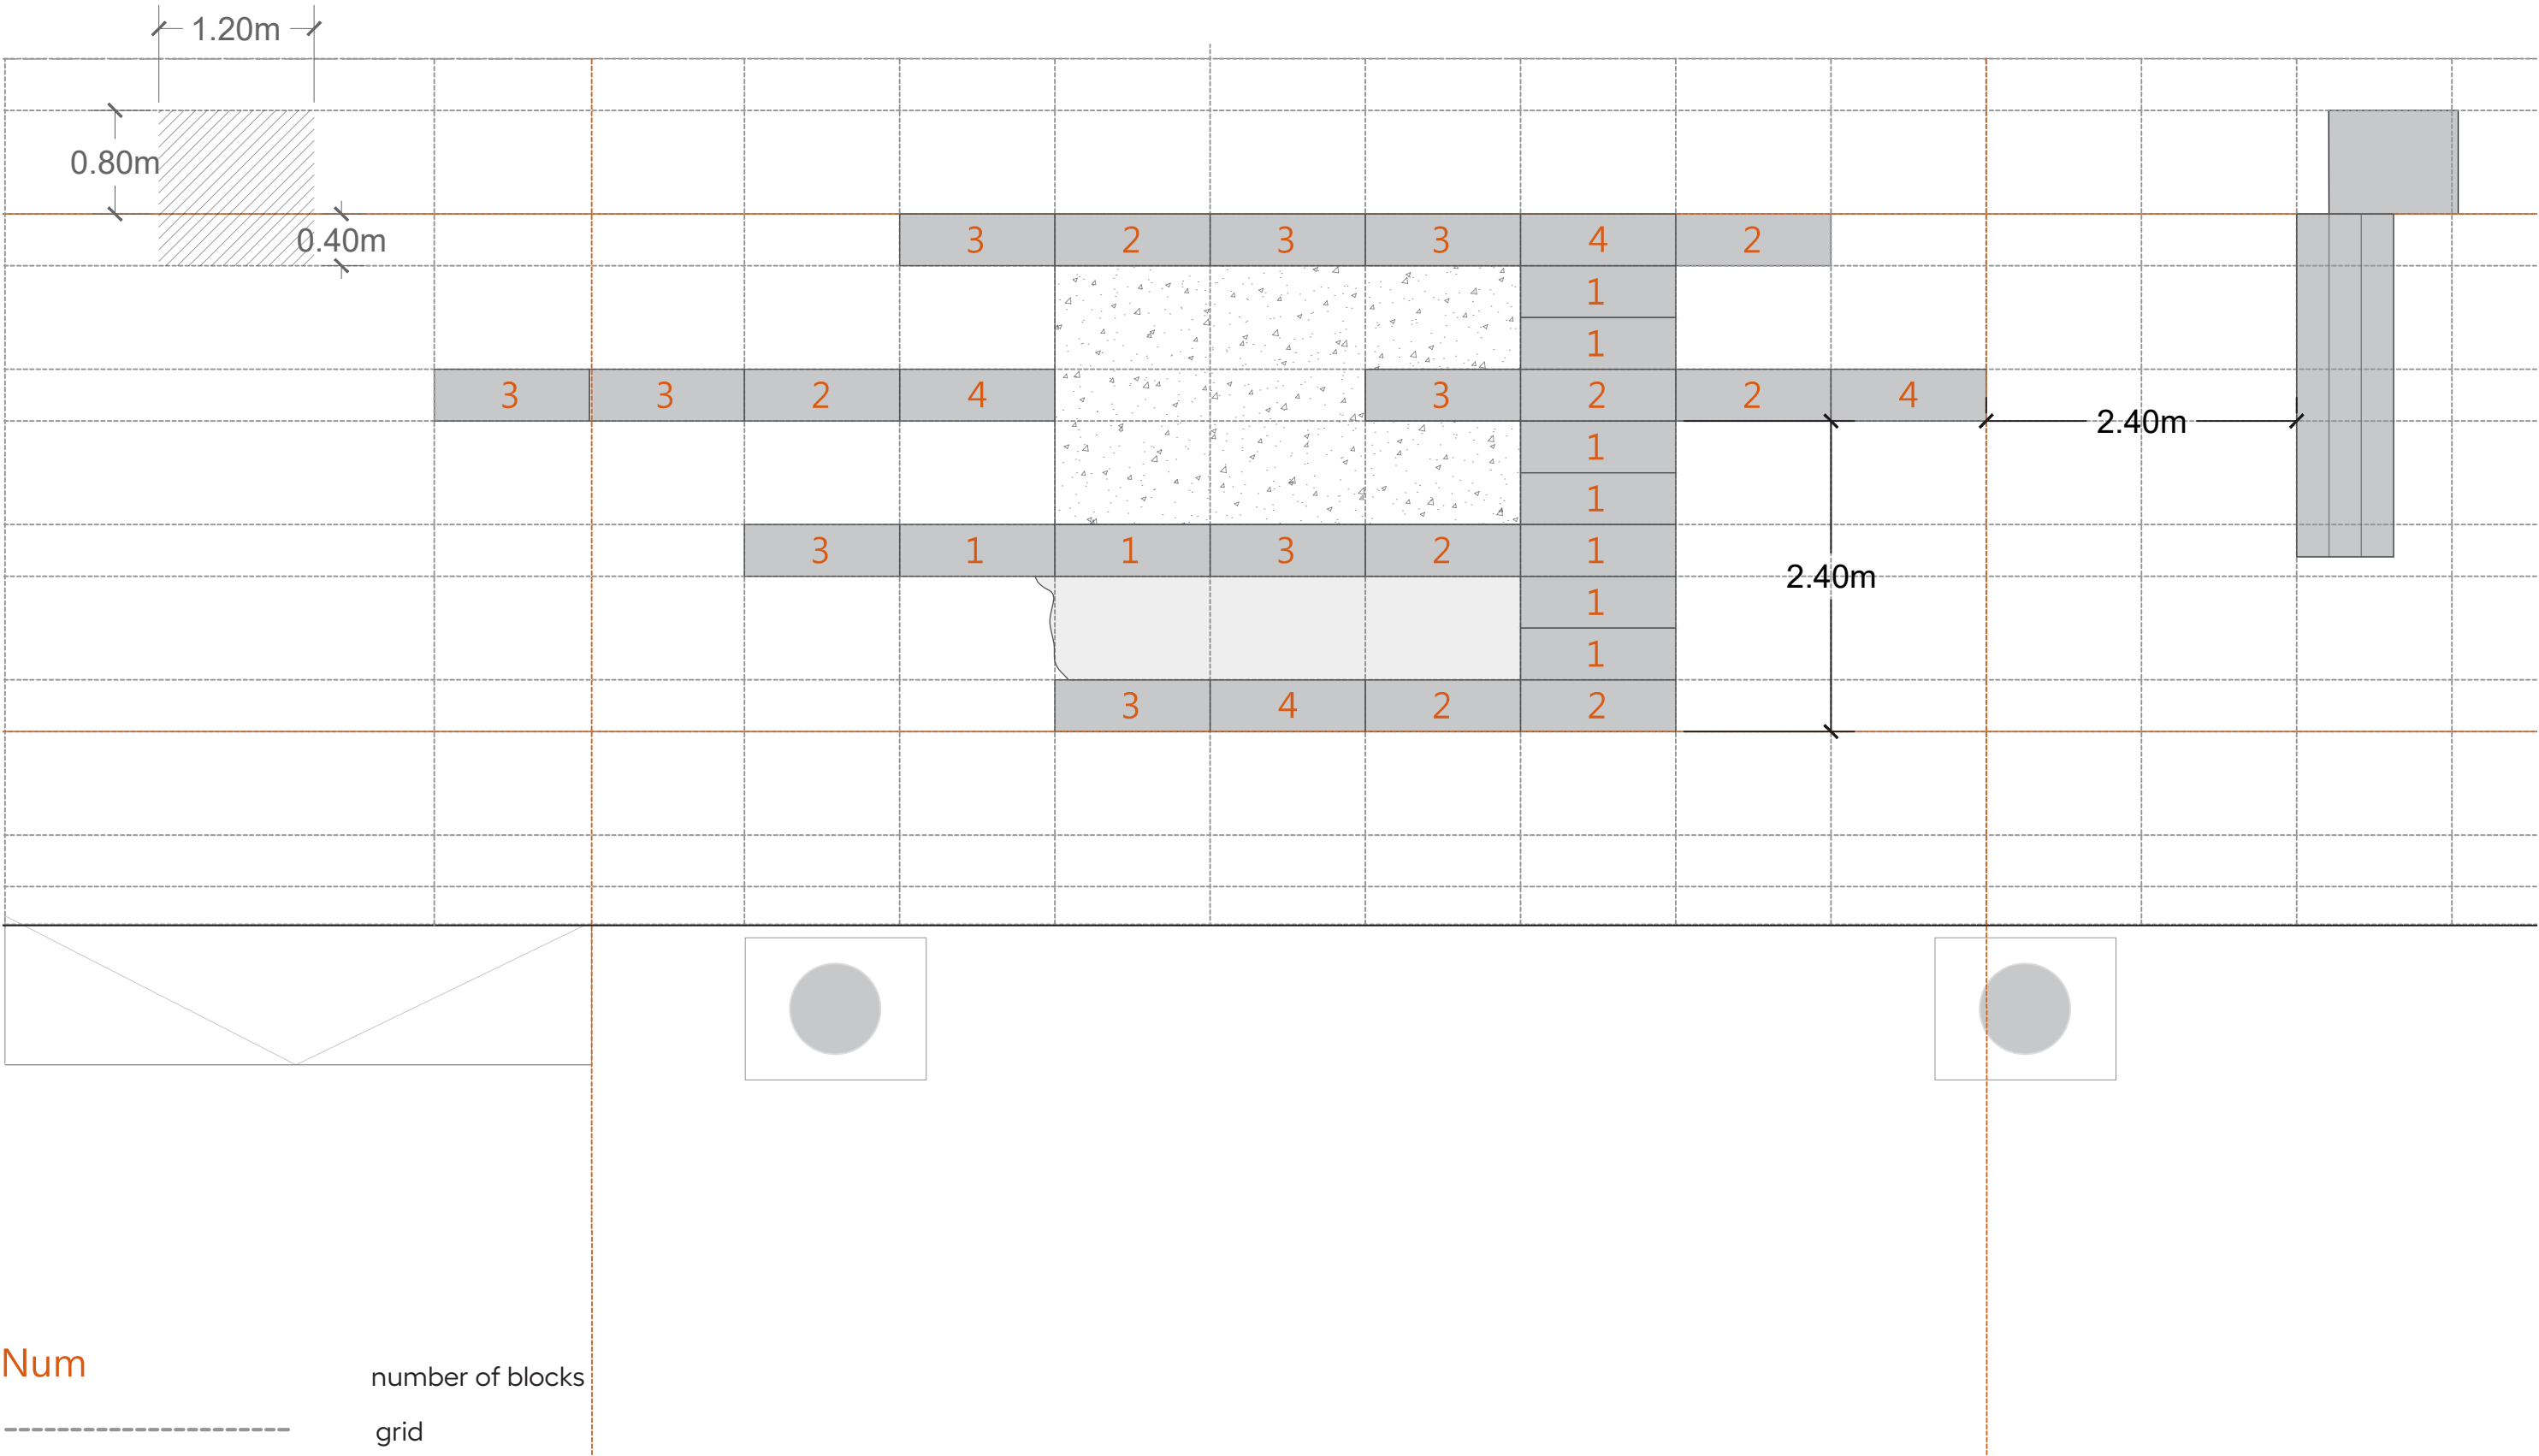 1.20m
0.80m
0.40m
3 2 3 3 4 2
1
1
3 3 2 4 3 2 2 4
2.40m
1
1
3 1 1 3 2 1
2.40m
1
1
3 4 2 2
Num number of blocks
grid